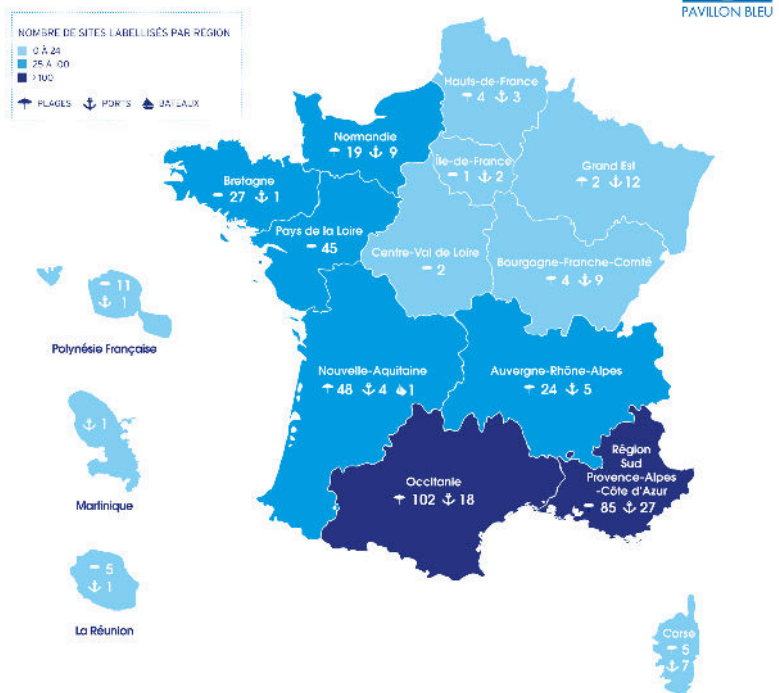 PAVILLON BLEU
NOMBRE DE SITES LABELLISÉS PAR RÉGION
0 À 24
25 À 100
>100
PLAGES PORTS BATEAUX
Hauts-de-France
4 3
Normandie
19 9
Île-de-France
1 2
Grand Est
2 12
Bretagne
27 1
Pays de la Loire
45
Centre-Val de Loire
2
Bourgogne-Franche-Comté
4 9
11
1
Polynésie Française
Nouvelle-Aquitaine
48 4 1
Auvergne-Rhône-Alpes
24 5
1
Martinique
Occitanie
102 18
Région
Sud
Provence-Alpes
-Côte d'Azur
85 27
5
1
La Réunion
Corse
5
7